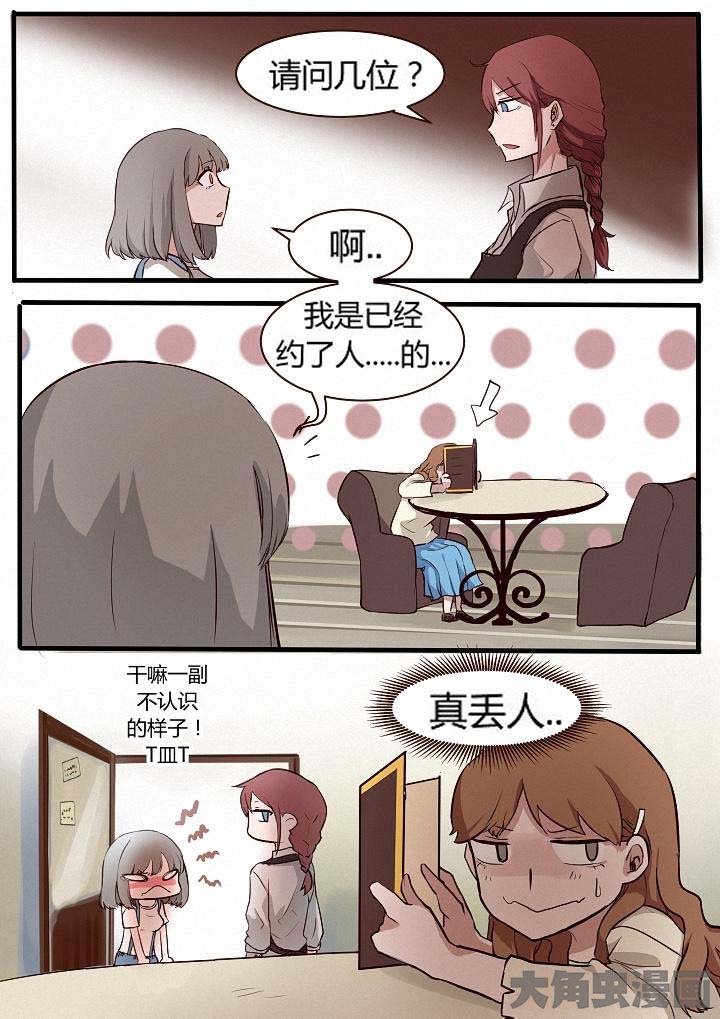 请问几位？
啊..
我是已经
约了人.....的...
干嘛一副
不认识
的样子！
T皿T
真丢人..
大角虫漫画